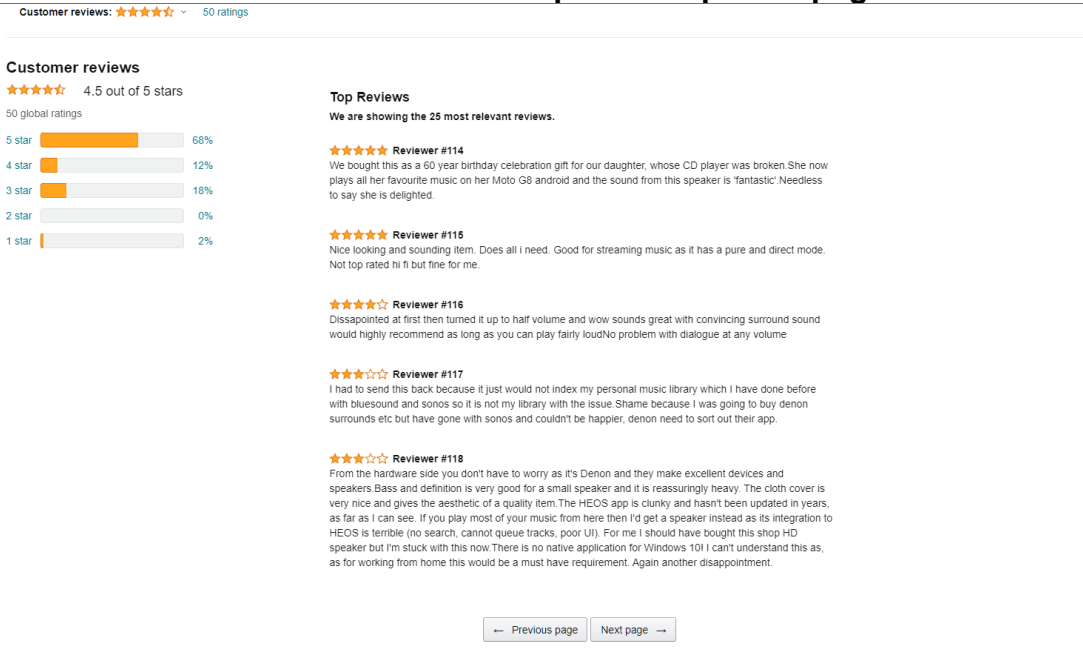 Customer reviews: 50 ratings
Customer reviews
4.5 out of 5 stars
50 global ratings
5 star 68%
4 star 12%
3 star 18%
2 star 0%
1 star 2%
Top Reviews
We are showing the 25 most relevant reviews.
Reviewer #114
We bought this as a 60 year birthday celebration gift for our daughter, whose CD player was broken.She now
plays all her favourite music on her Moto G8 android and the sound from this speaker is 'fantastic'.Needless
to say she is delighted.
Reviewer #115
Nice looking and sounding item. Does all i need. Good for streaming music as it has a pure and direct mode.
Not top rated hi fi but fine for me.
Reviewer #116
Dissapointed at first then turned it up to half volume and wow sounds great with convincing surround sound
would highly recommend as long as you can play fairly loudNo problem with dialogue at any volume
Reviewer #117
I had to send this back because it just would not index my personal music library which I have done before
with bluesound and sonos so it is not my library with the issue.Shame because I was going to buy denon
surrounds etc but have gone with sonos and couldn't be happier, denon need to sort out their app.
Reviewer #118
From the hardware side you don't have to worry as it's Denon and they make excellent devices and
speakers.Bass and definition is very good for a small speaker and it is reassuringly heavy. The cloth cover is
very nice and gives the aesthetic of a quality item.The HEOS app is clunky and hasn't been updated in years,
as far as I can see. If you play most of your music from here then I'd get a speaker instead as its integration to
HEOS is terrible (no search, cannot queue tracks, poor UI). For me I should have bought this shop HD
speaker but I'm stuck with this now.There is no native application for Windows 10! I can't understand this as,
as for working from home this would be a must have requirement. Again another disappointment.
← Previous page
Next page →